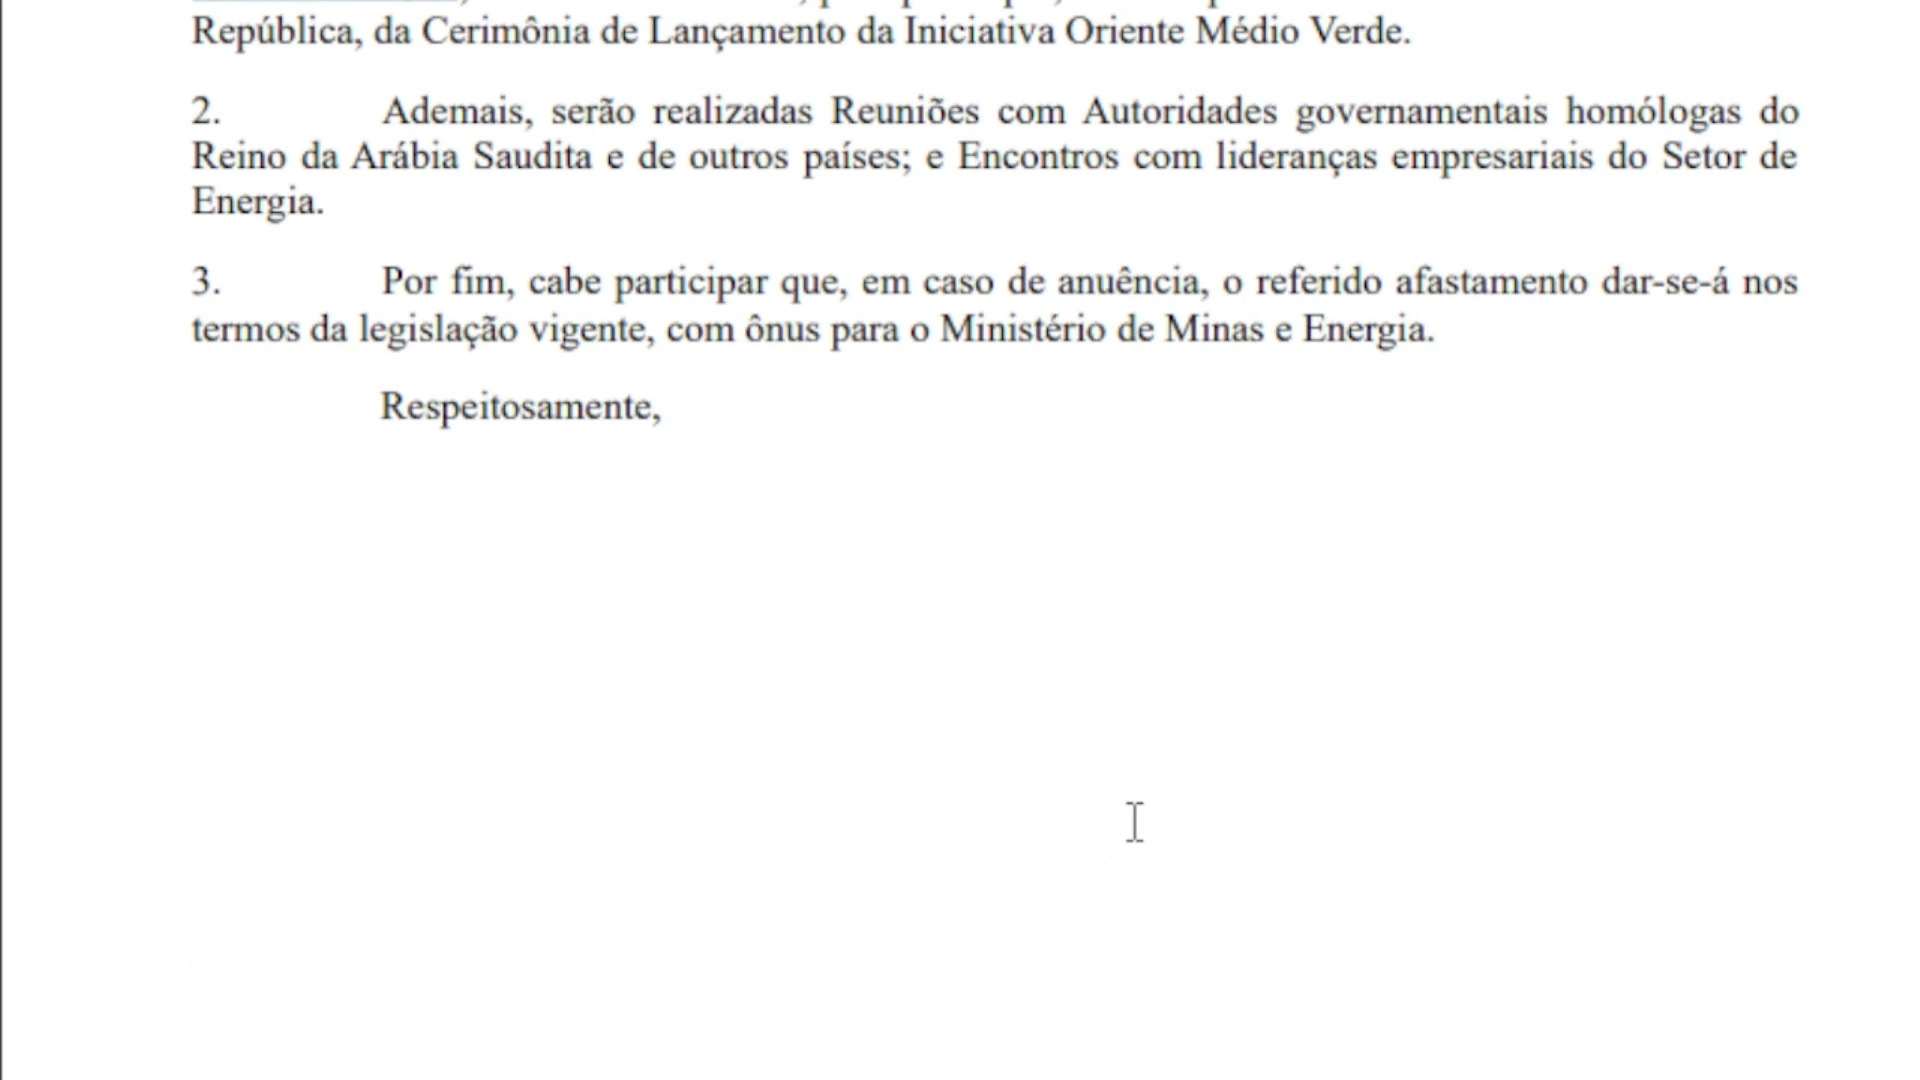 República, da Cerimônia de Lançamento da Iniciativa Oriente Médio Verde.
2. Ademais, serão realizadas Reuniões com Autoridades governamentais homólogas do
Reino da Arábia Saudita e de outros países; e Encontros com lideranças empresariais do Setor de
Energia.
3. Por fim, cabe participar que, em caso de anuência, o referido afastamento dar-se-á nos
termos da legislação vigente, com ônus para o Ministério de Minas e Energia.
Respeitosamente,